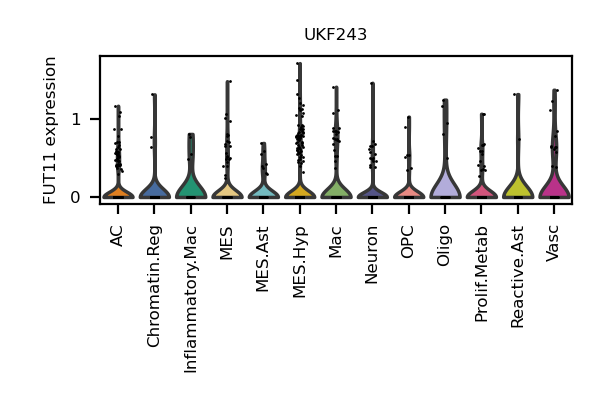 UKF243
FUT11 expression
1
0
AC
Chromatin.Reg
Inflammatory.Mac
MES
MES.Ast
MES.Hyp
Mac
Neuron
OPC
Oligo
Prolif.Metab
Reactive.Ast
Vasc